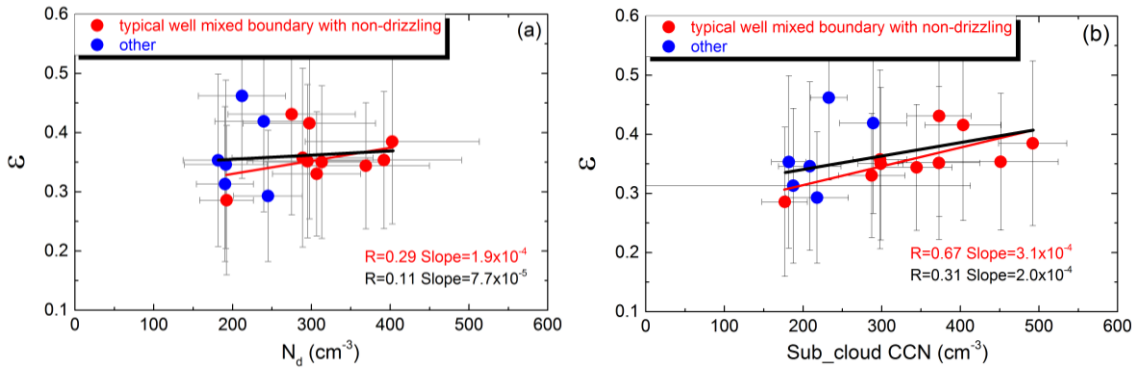 typical well mixed boundary with non-drizzling (a)
other
0.6
0.5
0.4
0.3
0.2
0.1
ε
R=0.29 Slope=1.9x10⁻⁴
R=0.11 Slope=7.7x10⁻⁵
0 100 200 300 400 500 600
N_d (cm⁻³)
typical well mixed boundary with non-drizzling (b)
other
0.6
0.5
0.4
0.3
0.2
0.1
ε
R=0.67 Slope=3.1x10⁻⁴
R=0.31 Slope=2.0x10⁻⁴
0 100 200 300 400 500 600
Sub_cloud CCN (cm⁻³)